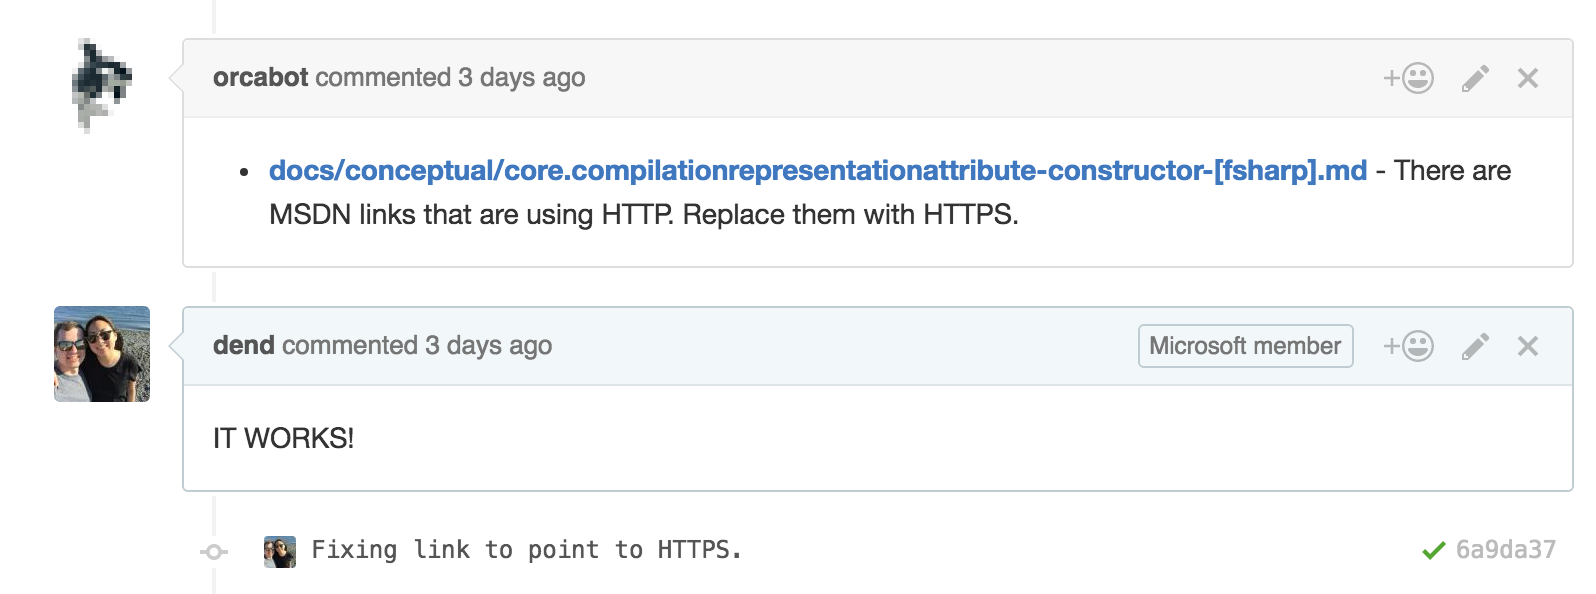 orcabot commented 3 days ago
• docs/conceptual/core.compilationrepresentationattribute-constructor-[fsharp].md - There are
MSDN links that are using HTTP. Replace them with HTTPS.
dend commented 3 days ago Microsoft member
IT WORKS!
Fixing link to point to HTTPS. 6a9da37